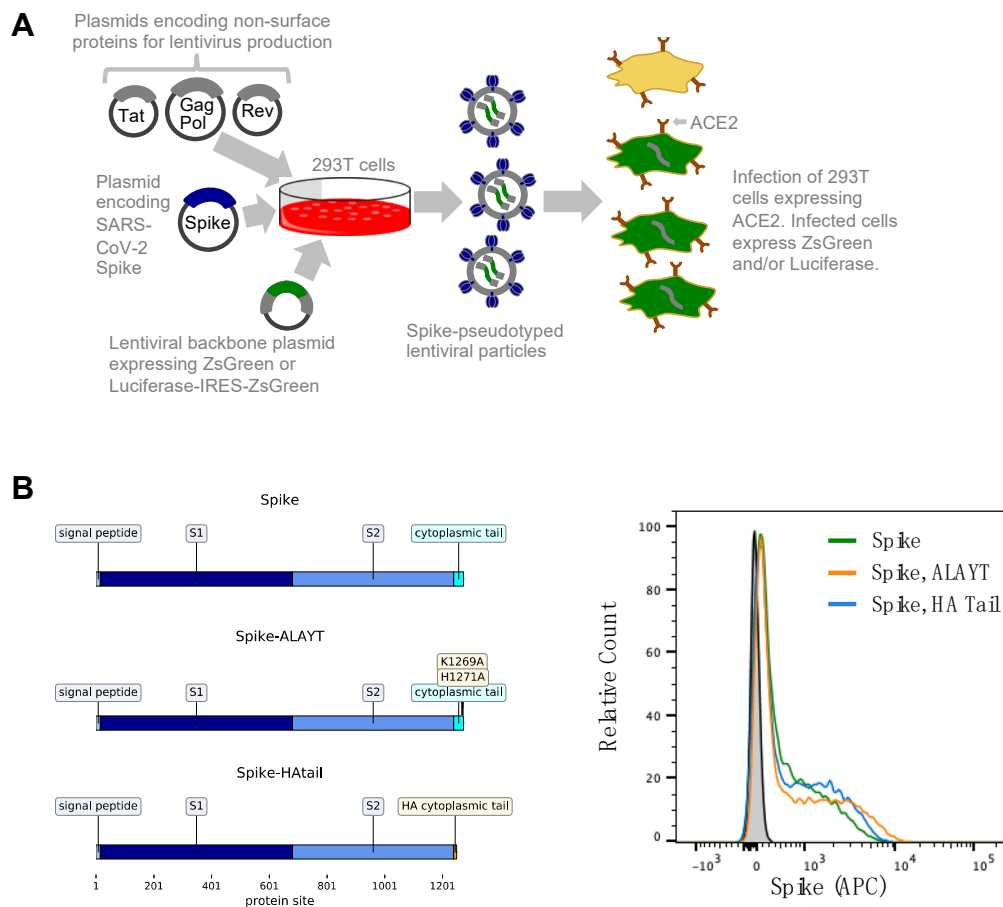 A
Plasmids encoding non-surface
proteins for lentivirus production
Tat
Gag
Pol
Rev
293T cells
Plasmid
encoding
SARS-
CoV-2
Spike
Spike
Lentiviral backbone plasmid
expressing ZsGreen or
Luciferase-IRES-ZsGreen
Spike-pseudotyped
lentiviral particles
ACE2
Infection of 293T
cells expressing
ACE2. Infected cells
express ZsGreen
and/or Luciferase.
B
Spike
signal peptide
S1
S2
cytoplasmic tail
Spike-ALAYT
K1269A
H1271A
signal peptide
S1
S2
cytoplasmic tail
Spike-HAtail
signal peptide
S1
S2
HA cytoplasmic tail
1 201 401 601 801 1001 1201
protein site
Relative Count
100
80
60
40
20
0
Spike
Spike, ALAYT
Spike, HA Tail
-10³ 0 10³ 10⁴ 10⁵
Spike (APC)